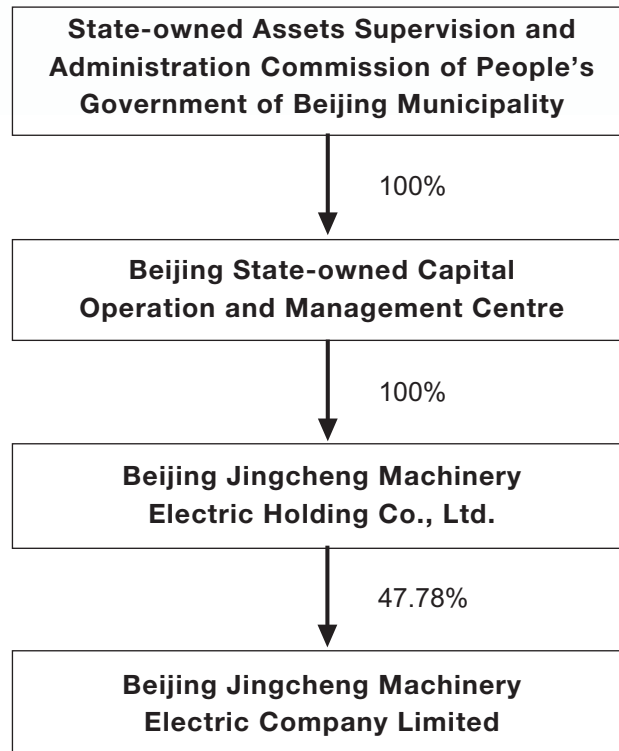 State-owned Assets Supervision and
Administration Commission of People’s
Government of Beijing Municipality
100%
Beijing State-owned Capital
Operation and Management Centre
100%
Beijing Jingcheng Machinery
Electric Holding Co., Ltd.
47.78%
Beijing Jingcheng Machinery
Electric Company Limited